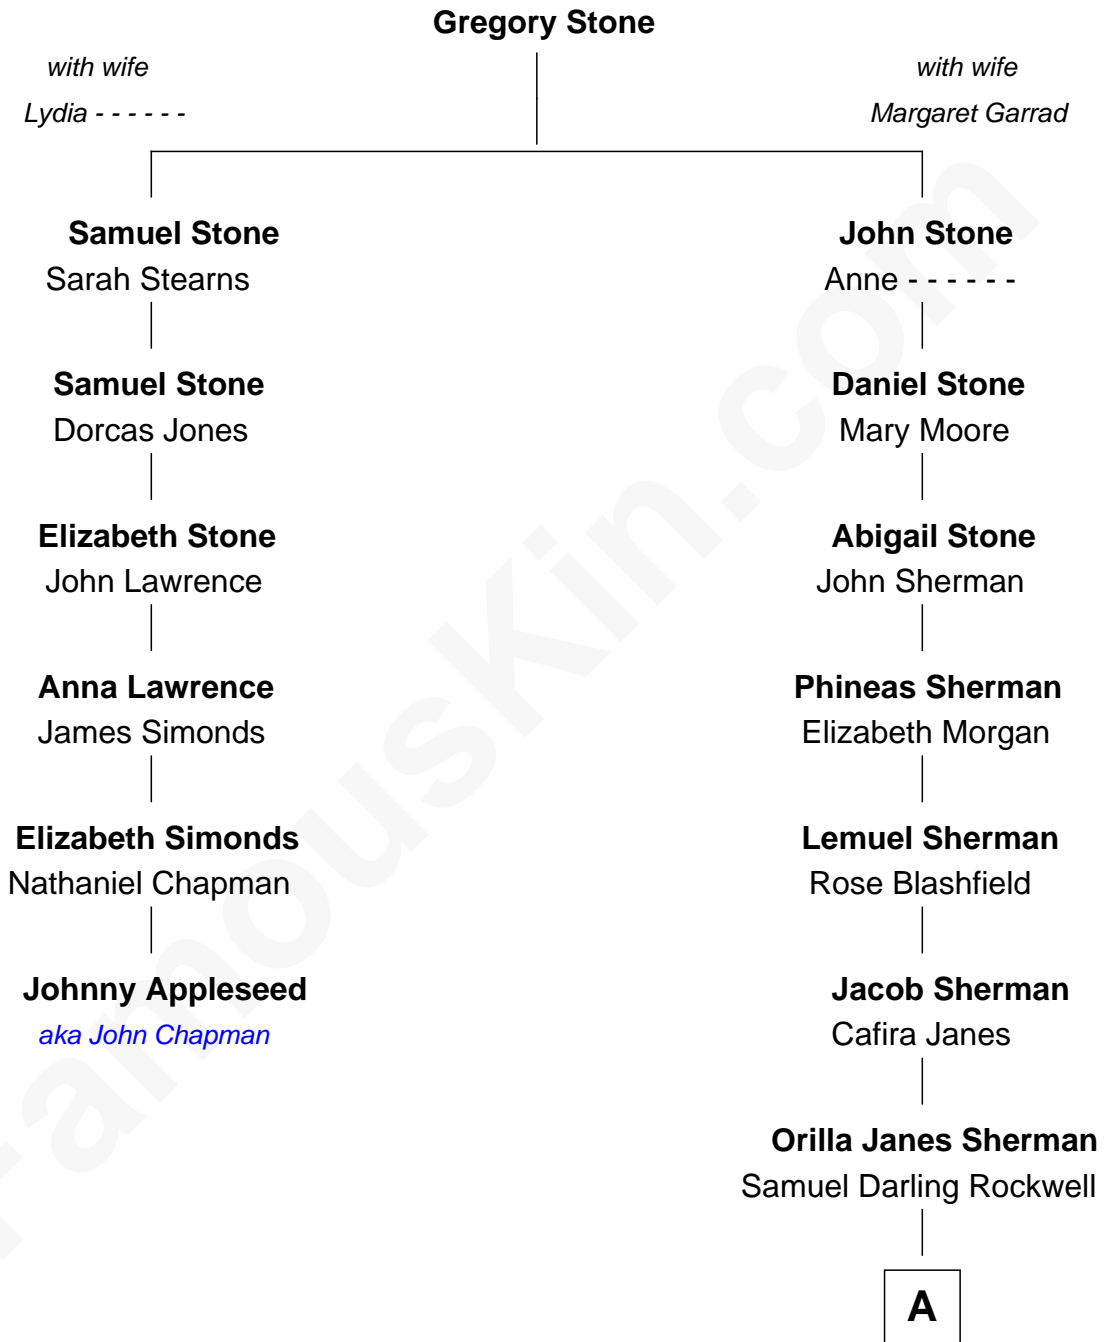 Gregory Stone
with wife
Lydia - - - - - -
with wife
Margaret Garrad
Samuel Stone
Sarah Stearns
John Stone
Anne - - - - - -
Samuel Stone
Dorcas Jones
Daniel Stone
Mary Moore
Elizabeth Stone
John Lawrence
Abigail Stone
John Sherman
Anna Lawrence
James Simonds
Phineas Sherman
Elizabeth Morgan
Elizabeth Simonds
Nathaniel Chapman
Lemuel Sherman
Rose Blashfield
Johnny Appleseed
aka John Chapman
Jacob Sherman
Cafira Janes
Orilla Janes Sherman
Samuel Darling Rockwell
A
FamousKin.com